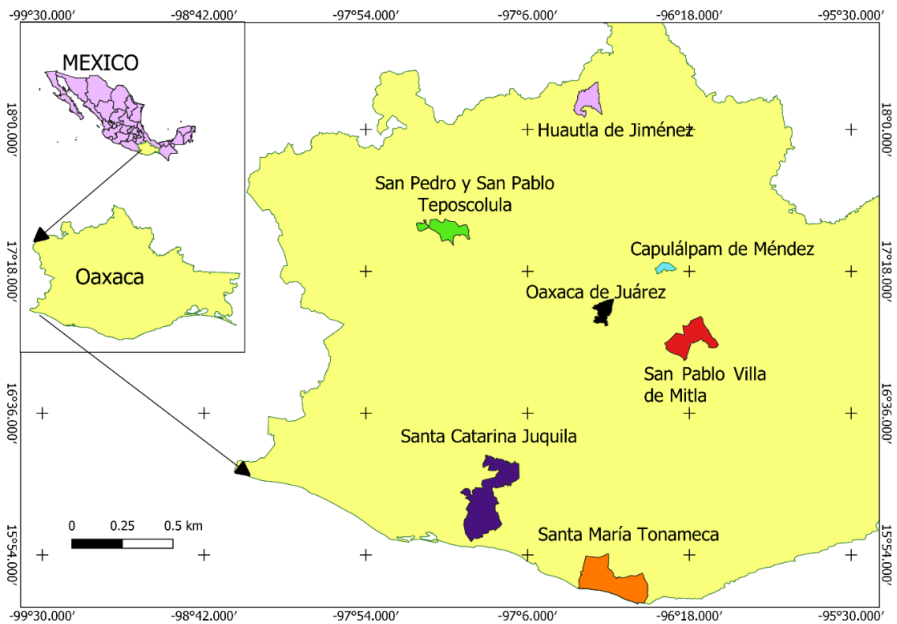 -99°30.000′
-98°42.000′
-97°54.000′
-97°6.000′
-96°18.000′
-95°30.000′
MEXICO
18°0.000′
18°0.000′
Huautla de Jiménez
San Pedro y San Pablo
Teposcolula
Capulálpam de Méndez
17°18.000′
17°18.000′
Oaxaca
Oaxaca de Juárez
San Pablo Villa
de Mitla
16°36.000′
16°36.000′
Santa Catarina Juquila
0 0.25 0.5 km
Santa María Tonameca
15°54.000′
15°54.000′
-99°30.000′
-98°42.000′
-97°54.000′
-97°6.000′
-96°18.000′
-95°30.000′